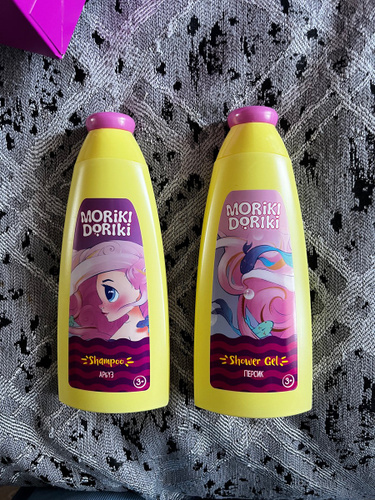 MORIKI
DORIKI
Shampoo
АРБУЗ
3+
MORIKI
DORIKI
Shower Gel
ПЕРСИК
3+